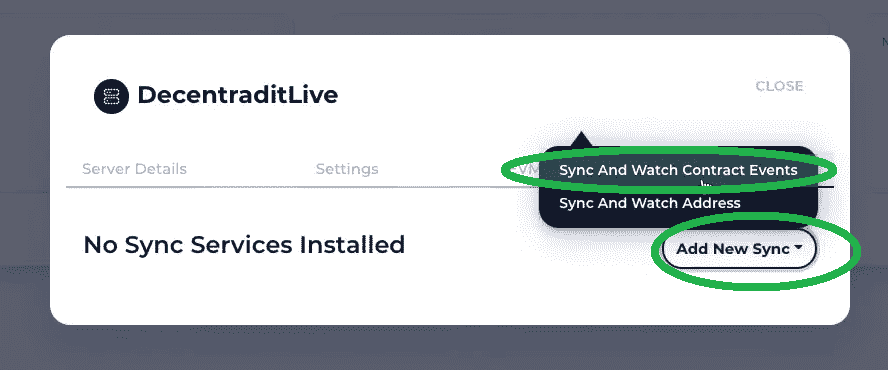 DecentraditLive
CLOSE
Server Details
Settings
VM
Sync And Watch Contract Events
Sync And Watch Address
No Sync Services Installed
Add New Sync